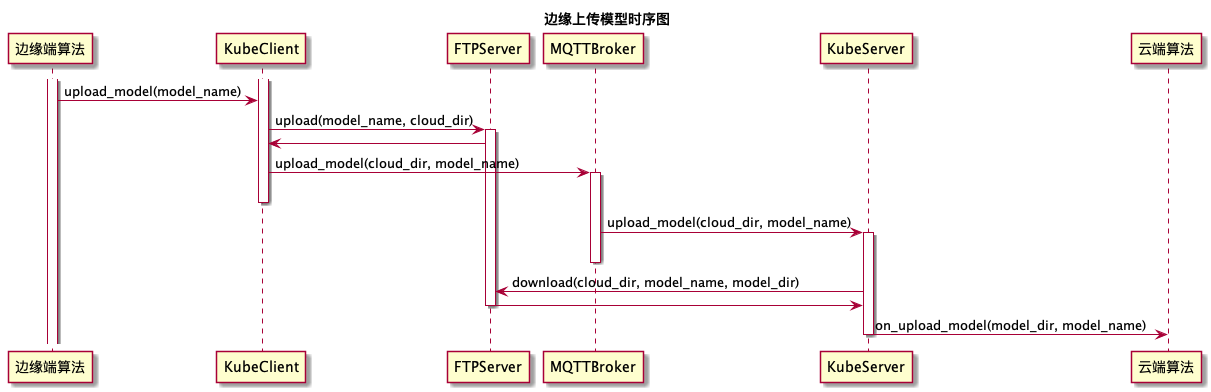 边缘上传模型时序图
边缘端算法
KubeClient
FTPServer
MQTTBroker
KubeServer
云端算法
upload_model(model_name)
upload(model_name, cloud_dir)
upload_model(cloud_dir, model_name)
upload_model(cloud_dir, model_name)
download(cloud_dir, model_name, model_dir)
on_upload_model(model_dir, model_name)
边缘端算法
KubeClient
FTPServer
MQTTBroker
KubeServer
云端算法